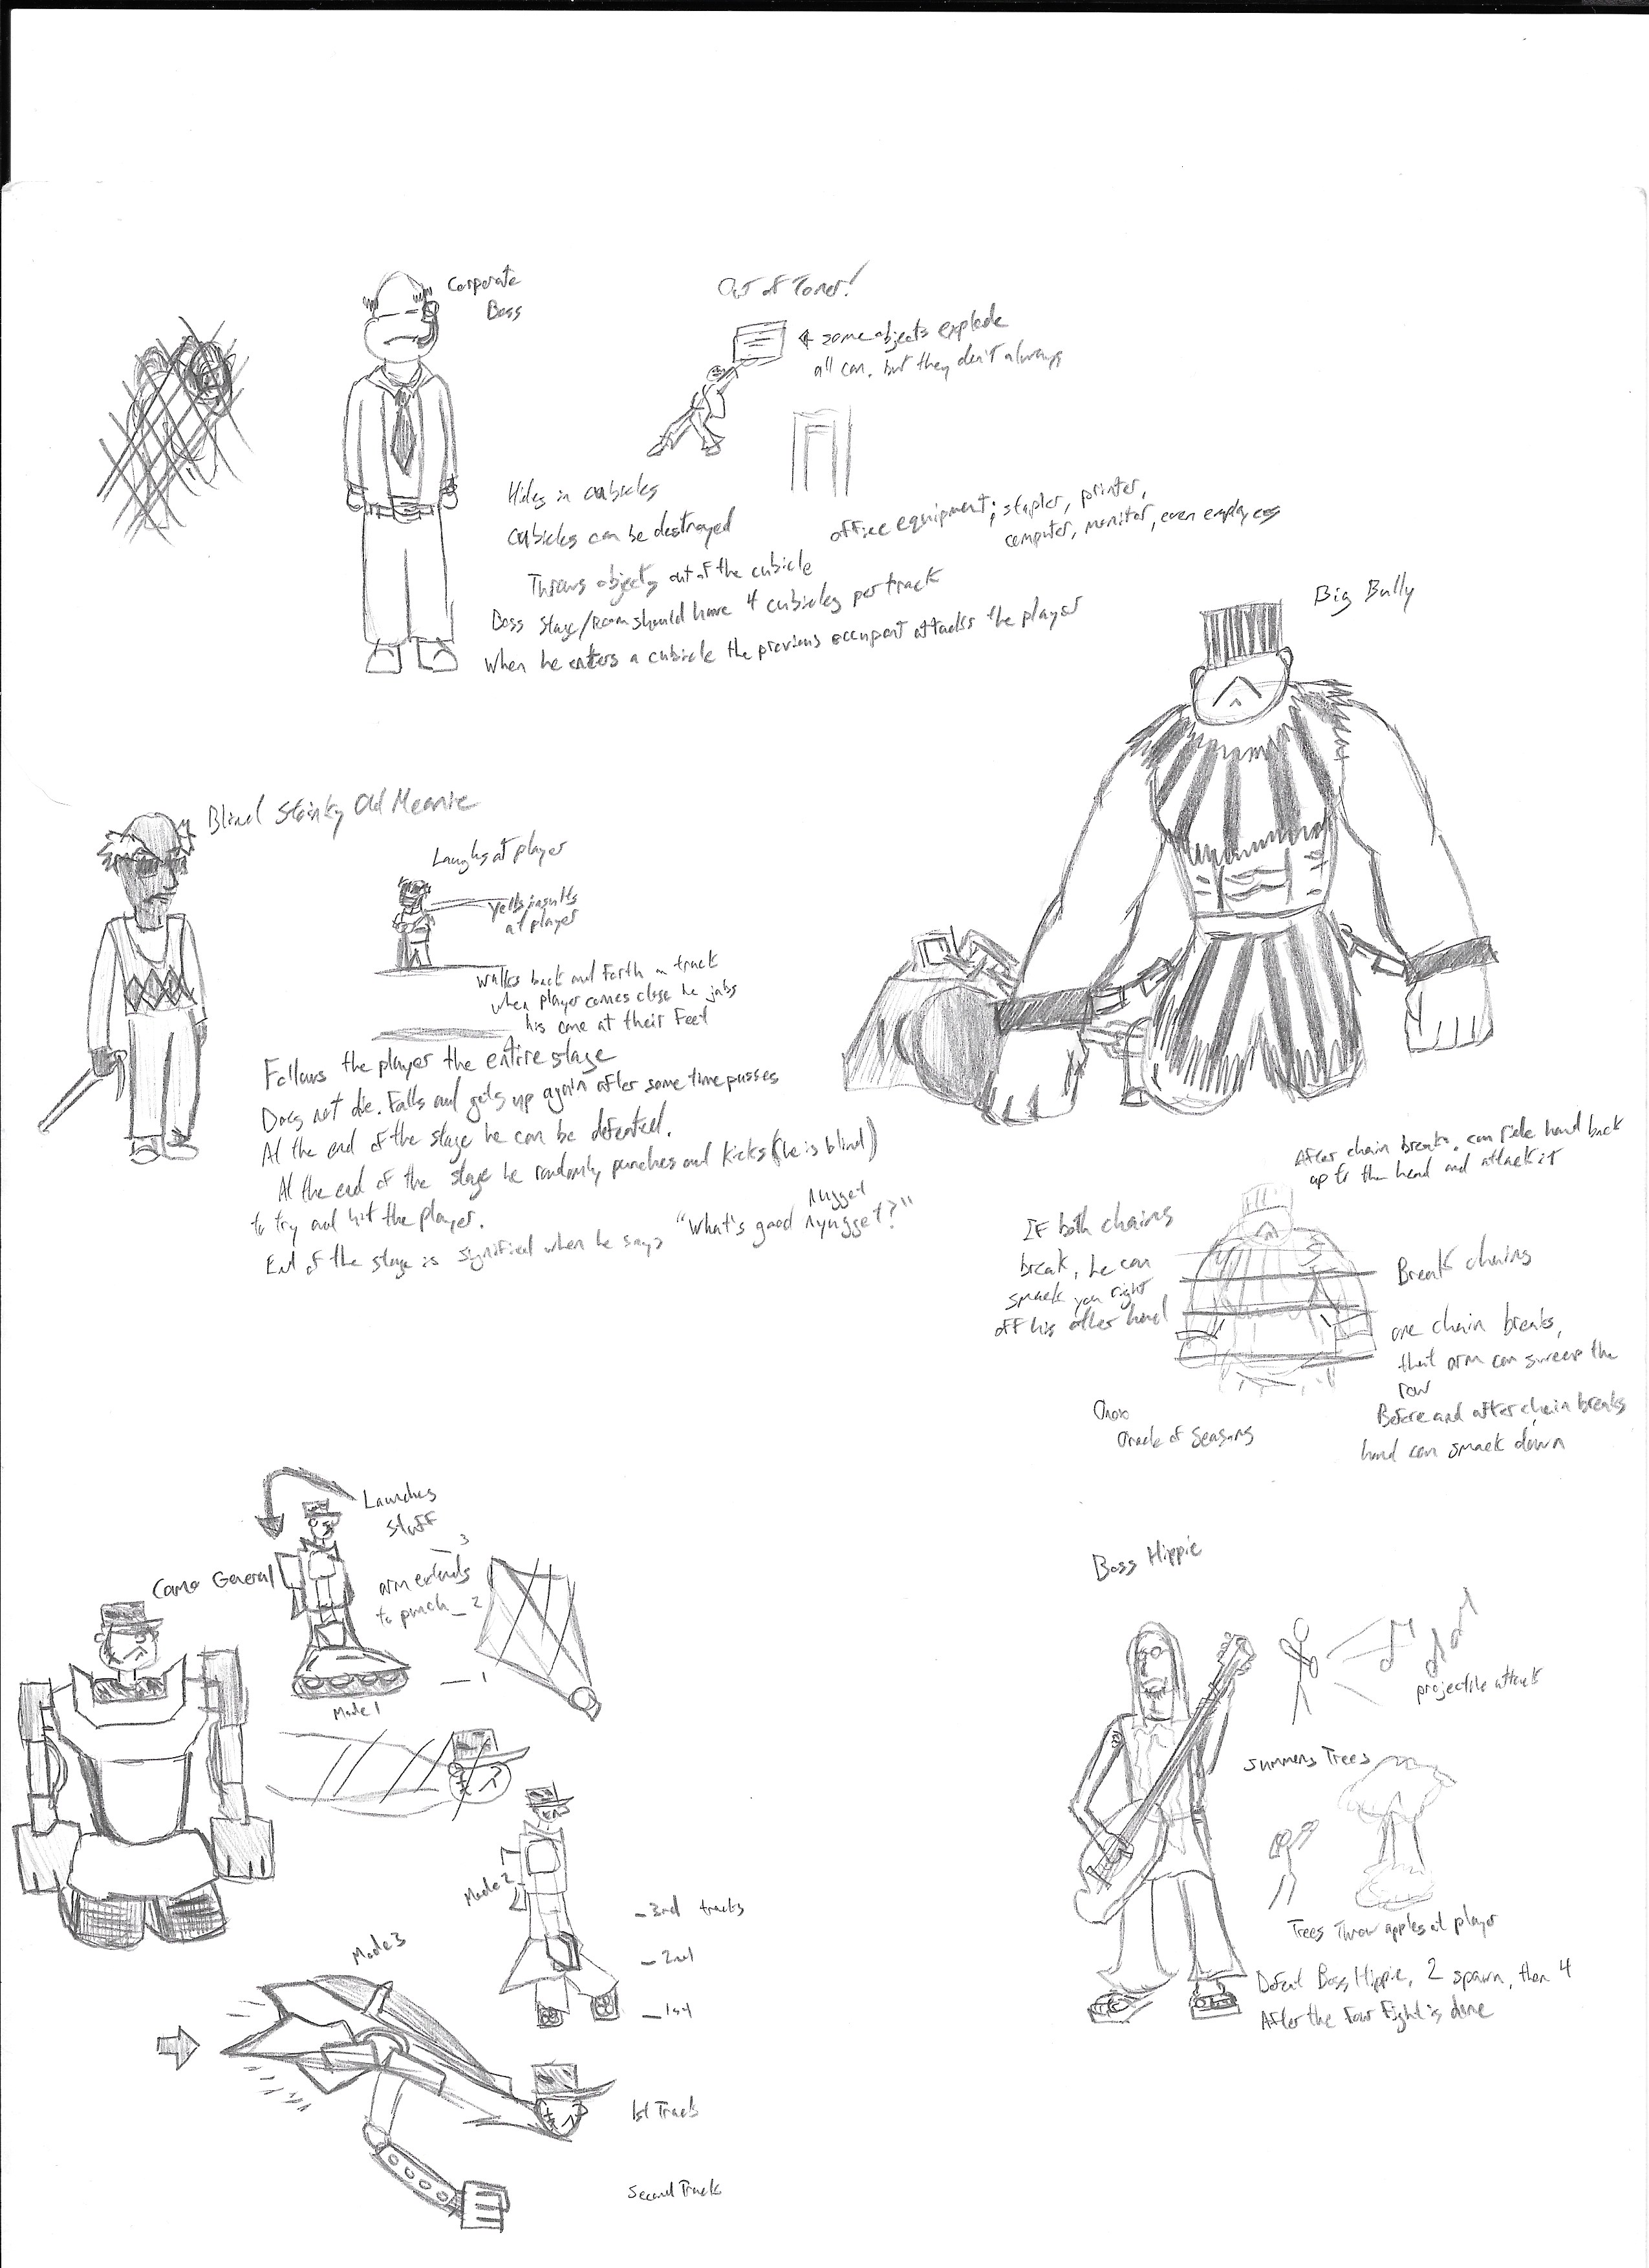 Corporate
Boss
Out of Toner!
some objects explode
all can, but they don't always
Hides in cubicles
cubicles can be destroyed
Throws objects out of the cubicle
Boss Stage/Room should have 4 cubicles per track
when he enters a cubicle the previous occupant attacks the player
office equipment; stapler, printer,
computer, monitor, even employees
Big Bully
Blind Stinky Old Meanie
Laughs at player
Yells insults
at player
walks back and forth on track
when player comes close he jabs
his cane at their feet
Follows the player the entire stage
Does not die. Falls and gets up again after some time passes
At the end of the stage he can be defeated.
At the end of the stage he randomly punches and kicks (he is blind)
to try and hit the player.
nugget
End of the stage is signified when he says "What's good nynugget?"
After chain breaks, can ride hand back
up to the head and attack it
IF both chains
break, he can
smack you right
off his other hand
Break chains
one chain breaks,
that arm can sweep the
row
Before and after chain breaks
hand can smack down
Onox
Oracle of Seasons
Launches
stuff
3
Camo General
arm extends
to punch _ 2
_ 1
Mode 1
Mode 2
_ 3rd tracks
_ 2nd
_ 1st
Mode 3
1st Track
Second Track
Boss Hippie
projectile attack
Summons Trees
Trees Throw apples at player
Defeat Boss Hippie, 2 spawn, then 4
After the Four Fight is done